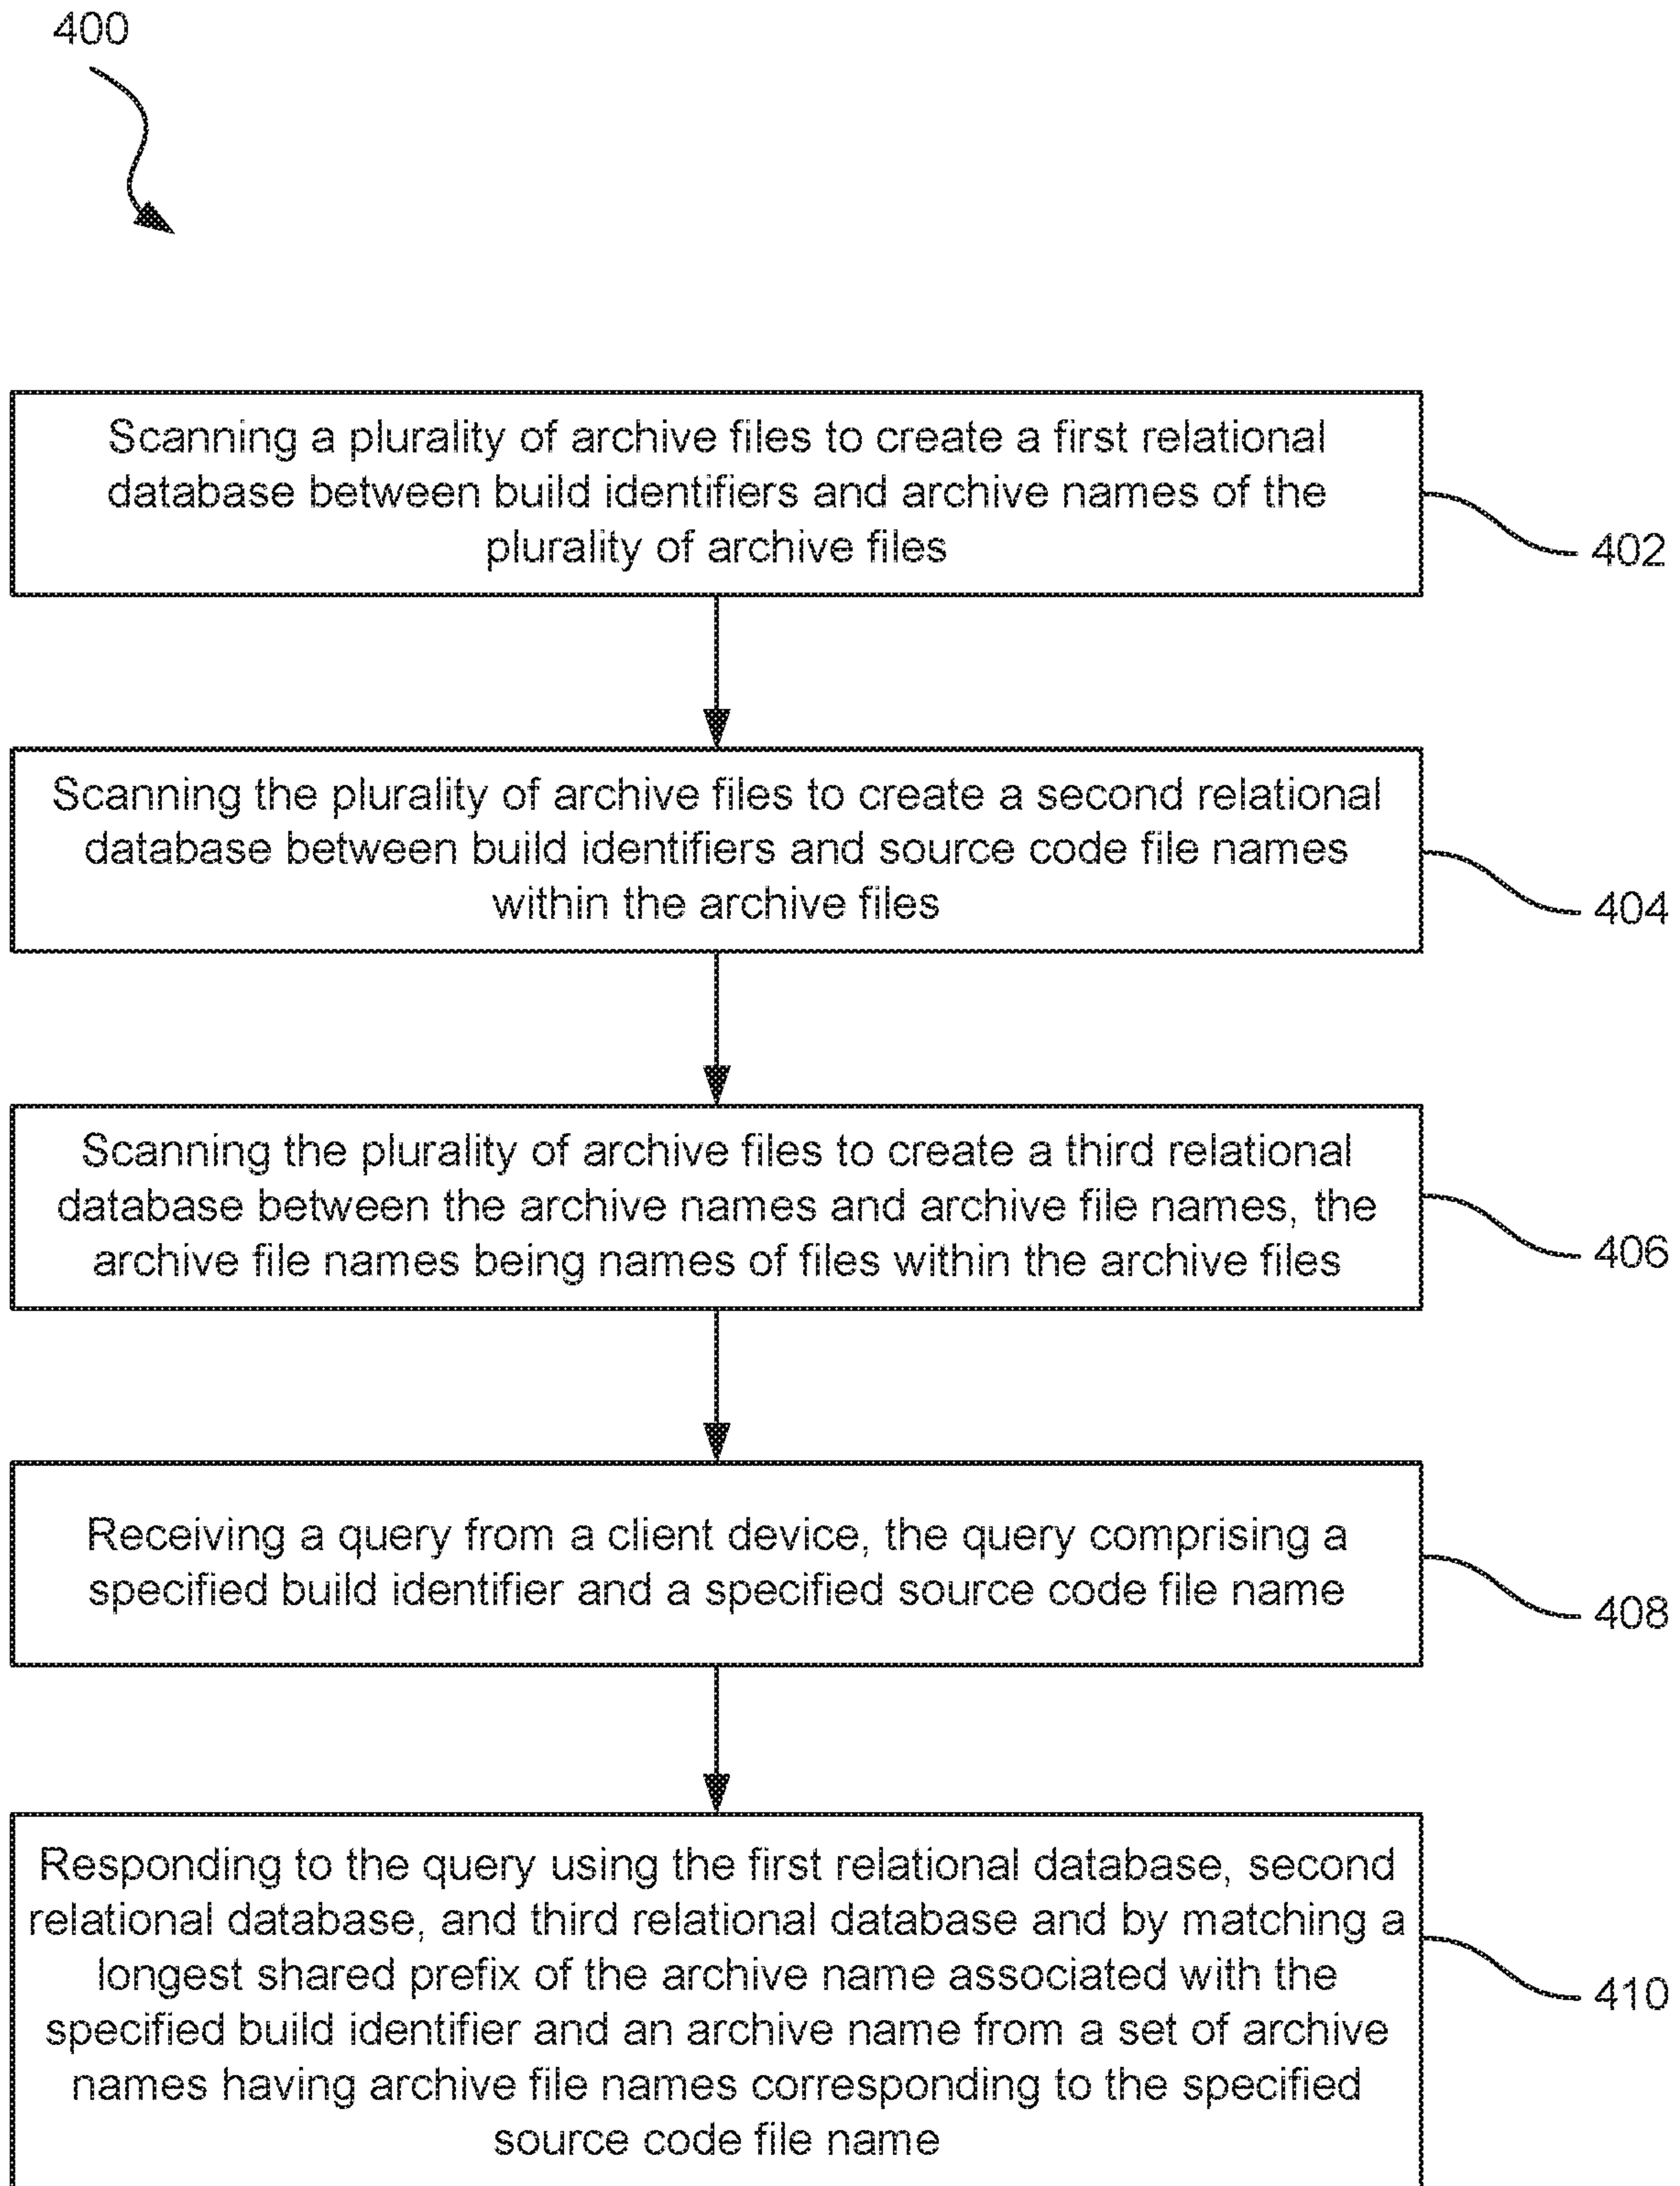 400
Scanning a plurality of archive files to create a first relational
database between build identifiers and archive names of the
plurality of archive files
402
Scanning the plurality of archive files to create a second relational
database between build identifiers and source code file names
within the archive files
404
Scanning the plurality of archive files to create a third relational
database between the archive names and archive file names, the
archive file names being names of files within the archive files
406
Receiving a query from a client device, the query comprising a
specified build identifier and a specified source code file name
408
Responding to the query using the first relational database, second
relational database, and third relational database and by matching a
longest shared prefix of the archive name associated with the
specified build identifier and an archive name from a set of archive
names having archive file names corresponding to the specified
source code file name
410